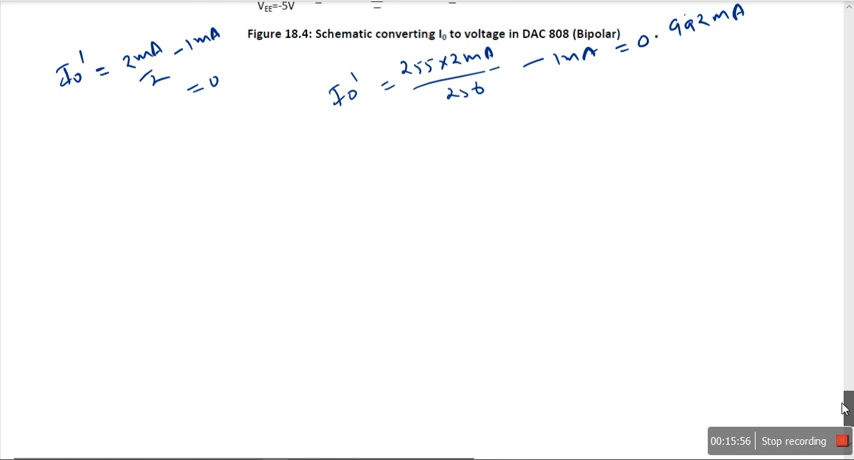 VEE=-5V
Figure 18.4: Schematic converting I0 to voltage in DAC 808 (Bipolar)
I0' = 2mA/2 - 1mA
= 0
I0' = 255×2mA/256 - 1mA = 0.992mA
00:15:56 Stop recording